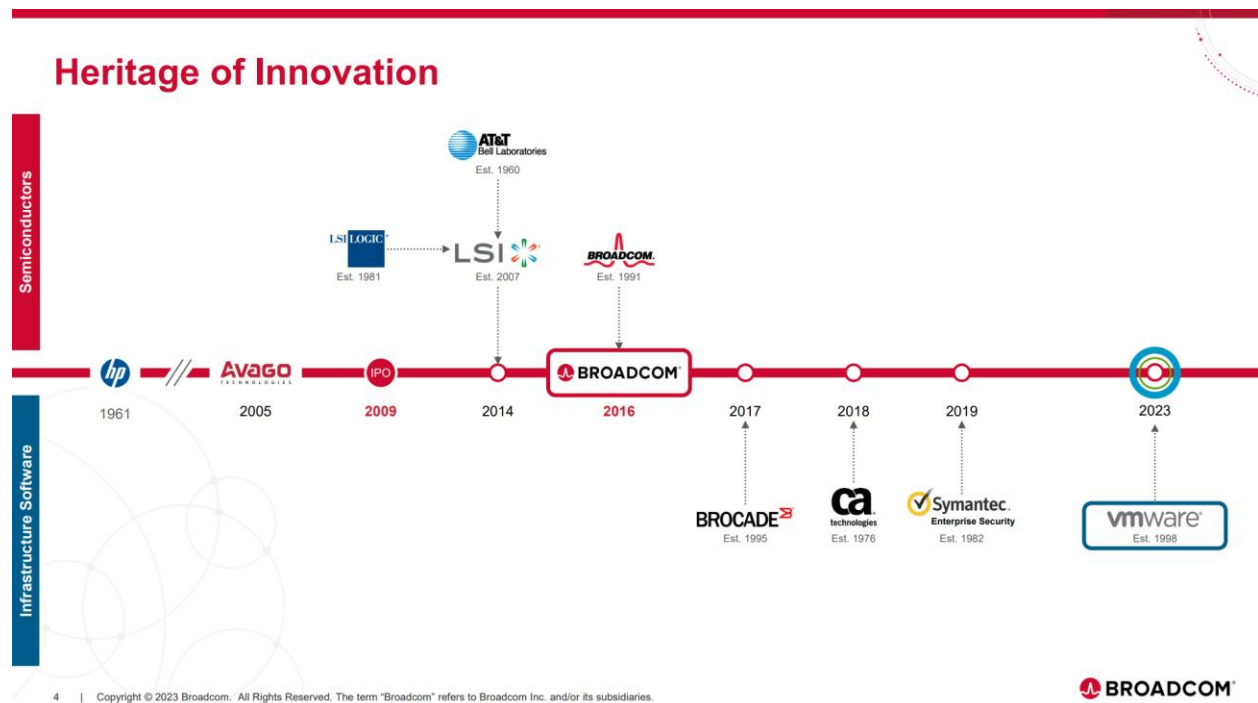 Heritage of Innovation
Semiconductors
AT&T
Bell Laboratories
Est. 1960
LSI LOGIC
Est. 1981
LSI
Est. 2007
BROADCOM
Est. 1991
hp
1961
AVAGO
TECHNOLOGIES
2005
IPO
2009
2014
BROADCOM
2016
2017
2018
2019
2023
Infrastructure Software
BROCADE
Est. 1995
ca
technologies
Est. 1976
Symantec
Enterprise Security
Est. 1982
vmware
Est. 1998
4 | Copyright © 2023 Broadcom. All Rights Reserved. The term “Broadcom” refers to Broadcom Inc. and/or its subsidiaries.
BROADCOM